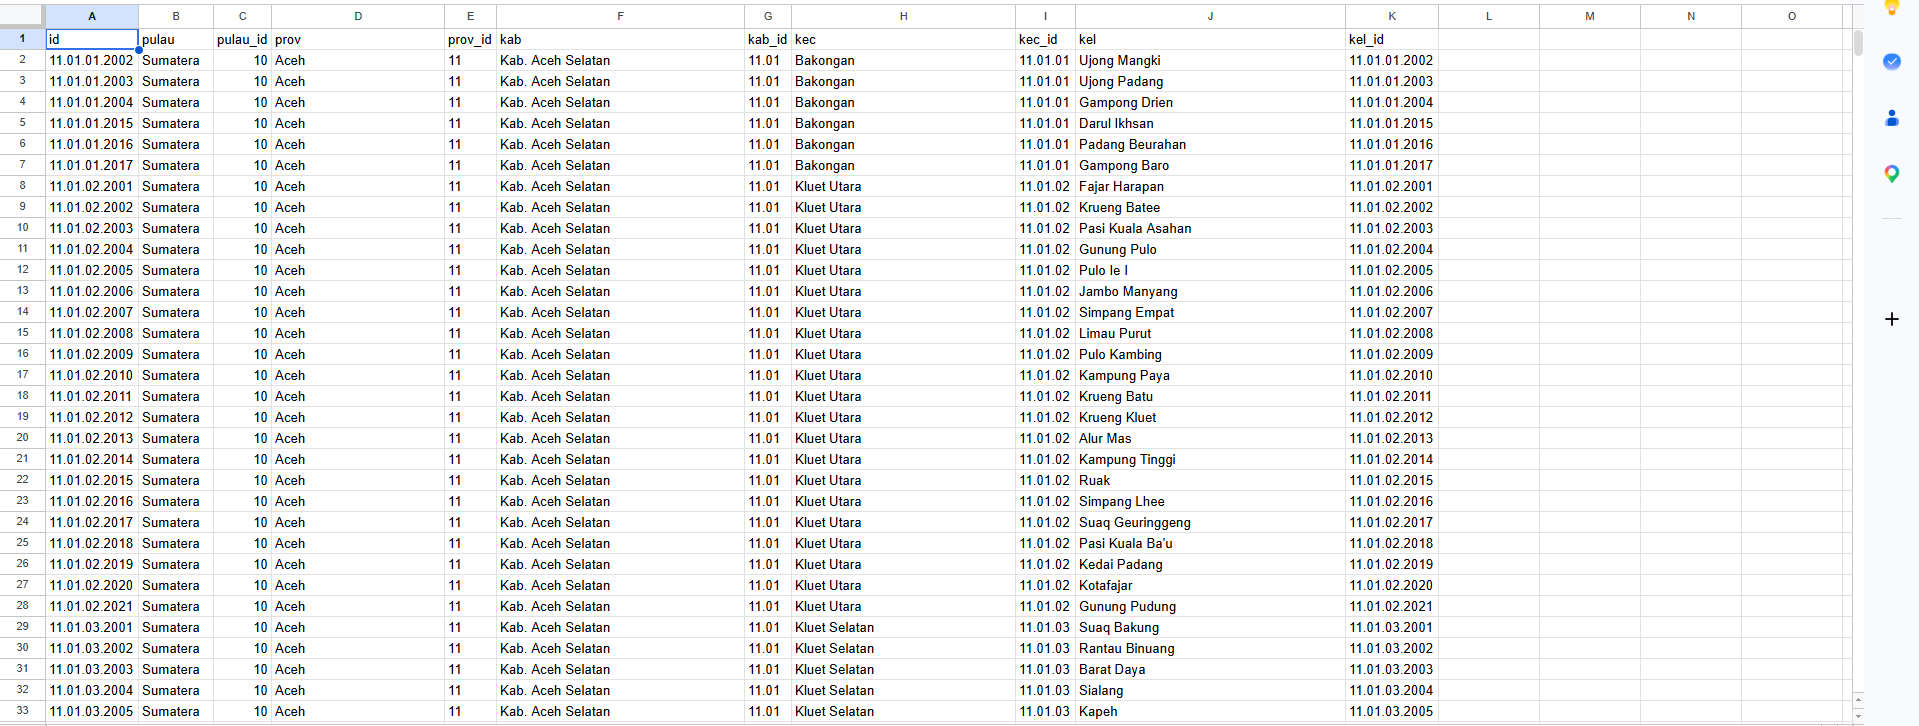 A B C D E F G H I J K L M N O
1 id pulau pulau_id prov prov_id kab kab_id kec kec_id kel kel_id
2 11.01.01.2002 Sumatera 10 Aceh 11 Kab. Aceh Selatan 11.01 Bakongan 11.01.01 Ujong Mangki 11.01.01.2002
3 11.01.01.2003 Sumatera 10 Aceh 11 Kab. Aceh Selatan 11.01 Bakongan 11.01.01 Ujong Padang 11.01.01.2003
4 11.01.01.2004 Sumatera 10 Aceh 11 Kab. Aceh Selatan 11.01 Bakongan 11.01.01 Gampong Drien 11.01.01.2004
5 11.01.01.2015 Sumatera 10 Aceh 11 Kab. Aceh Selatan 11.01 Bakongan 11.01.01 Darul Ikhsan 11.01.01.2015
6 11.01.01.2016 Sumatera 10 Aceh 11 Kab. Aceh Selatan 11.01 Bakongan 11.01.01 Padang Beurahan 11.01.01.2016
7 11.01.01.2017 Sumatera 10 Aceh 11 Kab. Aceh Selatan 11.01 Bakongan 11.01.01 Gampong Baro 11.01.01.2017
8 11.01.02.2001 Sumatera 10 Aceh 11 Kab. Aceh Selatan 11.01 Kluet Utara 11.01.02 Fajar Harapan 11.01.02.2001
9 11.01.02.2002 Sumatera 10 Aceh 11 Kab. Aceh Selatan 11.01 Kluet Utara 11.01.02 Krueng Batee 11.01.02.2002
10 11.01.02.2003 Sumatera 10 Aceh 11 Kab. Aceh Selatan 11.01 Kluet Utara 11.01.02 Pasi Kuala Asahan 11.01.02.2003
11 11.01.02.2004 Sumatera 10 Aceh 11 Kab. Aceh Selatan 11.01 Kluet Utara 11.01.02 Gunung Pulo 11.01.02.2004
12 11.01.02.2005 Sumatera 10 Aceh 11 Kab. Aceh Selatan 11.01 Kluet Utara 11.01.02 Pulo Ie I 11.01.02.2005
13 11.01.02.2006 Sumatera 10 Aceh 11 Kab. Aceh Selatan 11.01 Kluet Utara 11.01.02 Jambo Manyang 11.01.02.2006
14 11.01.02.2007 Sumatera 10 Aceh 11 Kab. Aceh Selatan 11.01 Kluet Utara 11.01.02 Simpang Empat 11.01.02.2007
15 11.01.02.2008 Sumatera 10 Aceh 11 Kab. Aceh Selatan 11.01 Kluet Utara 11.01.02 Limau Purut 11.01.02.2008
16 11.01.02.2009 Sumatera 10 Aceh 11 Kab. Aceh Selatan 11.01 Kluet Utara 11.01.02 Pulo Kambing 11.01.02.2009
17 11.01.02.2010 Sumatera 10 Aceh 11 Kab. Aceh Selatan 11.01 Kluet Utara 11.01.02 Kampung Paya 11.01.02.2010
18 11.01.02.2011 Sumatera 10 Aceh 11 Kab. Aceh Selatan 11.01 Kluet Utara 11.01.02 Krueng Batu 11.01.02.2011
19 11.01.02.2012 Sumatera 10 Aceh 11 Kab. Aceh Selatan 11.01 Kluet Utara 11.01.02 Krueng Kluet 11.01.02.2012
20 11.01.02.2013 Sumatera 10 Aceh 11 Kab. Aceh Selatan 11.01 Kluet Utara 11.01.02 Alur Mas 11.01.02.2013
21 11.01.02.2014 Sumatera 10 Aceh 11 Kab. Aceh Selatan 11.01 Kluet Utara 11.01.02 Kampung Tinggi 11.01.02.2014
22 11.01.02.2015 Sumatera 10 Aceh 11 Kab. Aceh Selatan 11.01 Kluet Utara 11.01.02 Ruak 11.01.02.2015
23 11.01.02.2016 Sumatera 10 Aceh 11 Kab. Aceh Selatan 11.01 Kluet Utara 11.01.02 Simpang Lhee 11.01.02.2016
24 11.01.02.2017 Sumatera 10 Aceh 11 Kab. Aceh Selatan 11.01 Kluet Utara 11.01.02 Suaq Geuringgeng 11.01.02.2017
25 11.01.02.2018 Sumatera 10 Aceh 11 Kab. Aceh Selatan 11.01 Kluet Utara 11.01.02 Pasi Kuala Ba'u 11.01.02.2018
26 11.01.02.2019 Sumatera 10 Aceh 11 Kab. Aceh Selatan 11.01 Kluet Utara 11.01.02 Kedai Padang 11.01.02.2019
27 11.01.02.2020 Sumatera 10 Aceh 11 Kab. Aceh Selatan 11.01 Kluet Utara 11.01.02 Kotafajar 11.01.02.2020
28 11.01.02.2021 Sumatera 10 Aceh 11 Kab. Aceh Selatan 11.01 Kluet Utara 11.01.02 Gunung Pudung 11.01.02.2021
29 11.01.03.2001 Sumatera 10 Aceh 11 Kab. Aceh Selatan 11.01 Kluet Selatan 11.01.03 Suaq Bakung 11.01.03.2001
30 11.01.03.2002 Sumatera 10 Aceh 11 Kab. Aceh Selatan 11.01 Kluet Selatan 11.01.03 Rantau Binuang 11.01.03.2002
31 11.01.03.2003 Sumatera 10 Aceh 11 Kab. Aceh Selatan 11.01 Kluet Selatan 11.01.03 Barat Daya 11.01.03.2003
32 11.01.03.2004 Sumatera 10 Aceh 11 Kab. Aceh Selatan 11.01 Kluet Selatan 11.01.03 Sialang 11.01.03.2004
33 11.01.03.2005 Sumatera 10 Aceh 11 Kab. Aceh Selatan 11.01 Kluet Selatan 11.01.03 Kapeh 11.01.03.2005